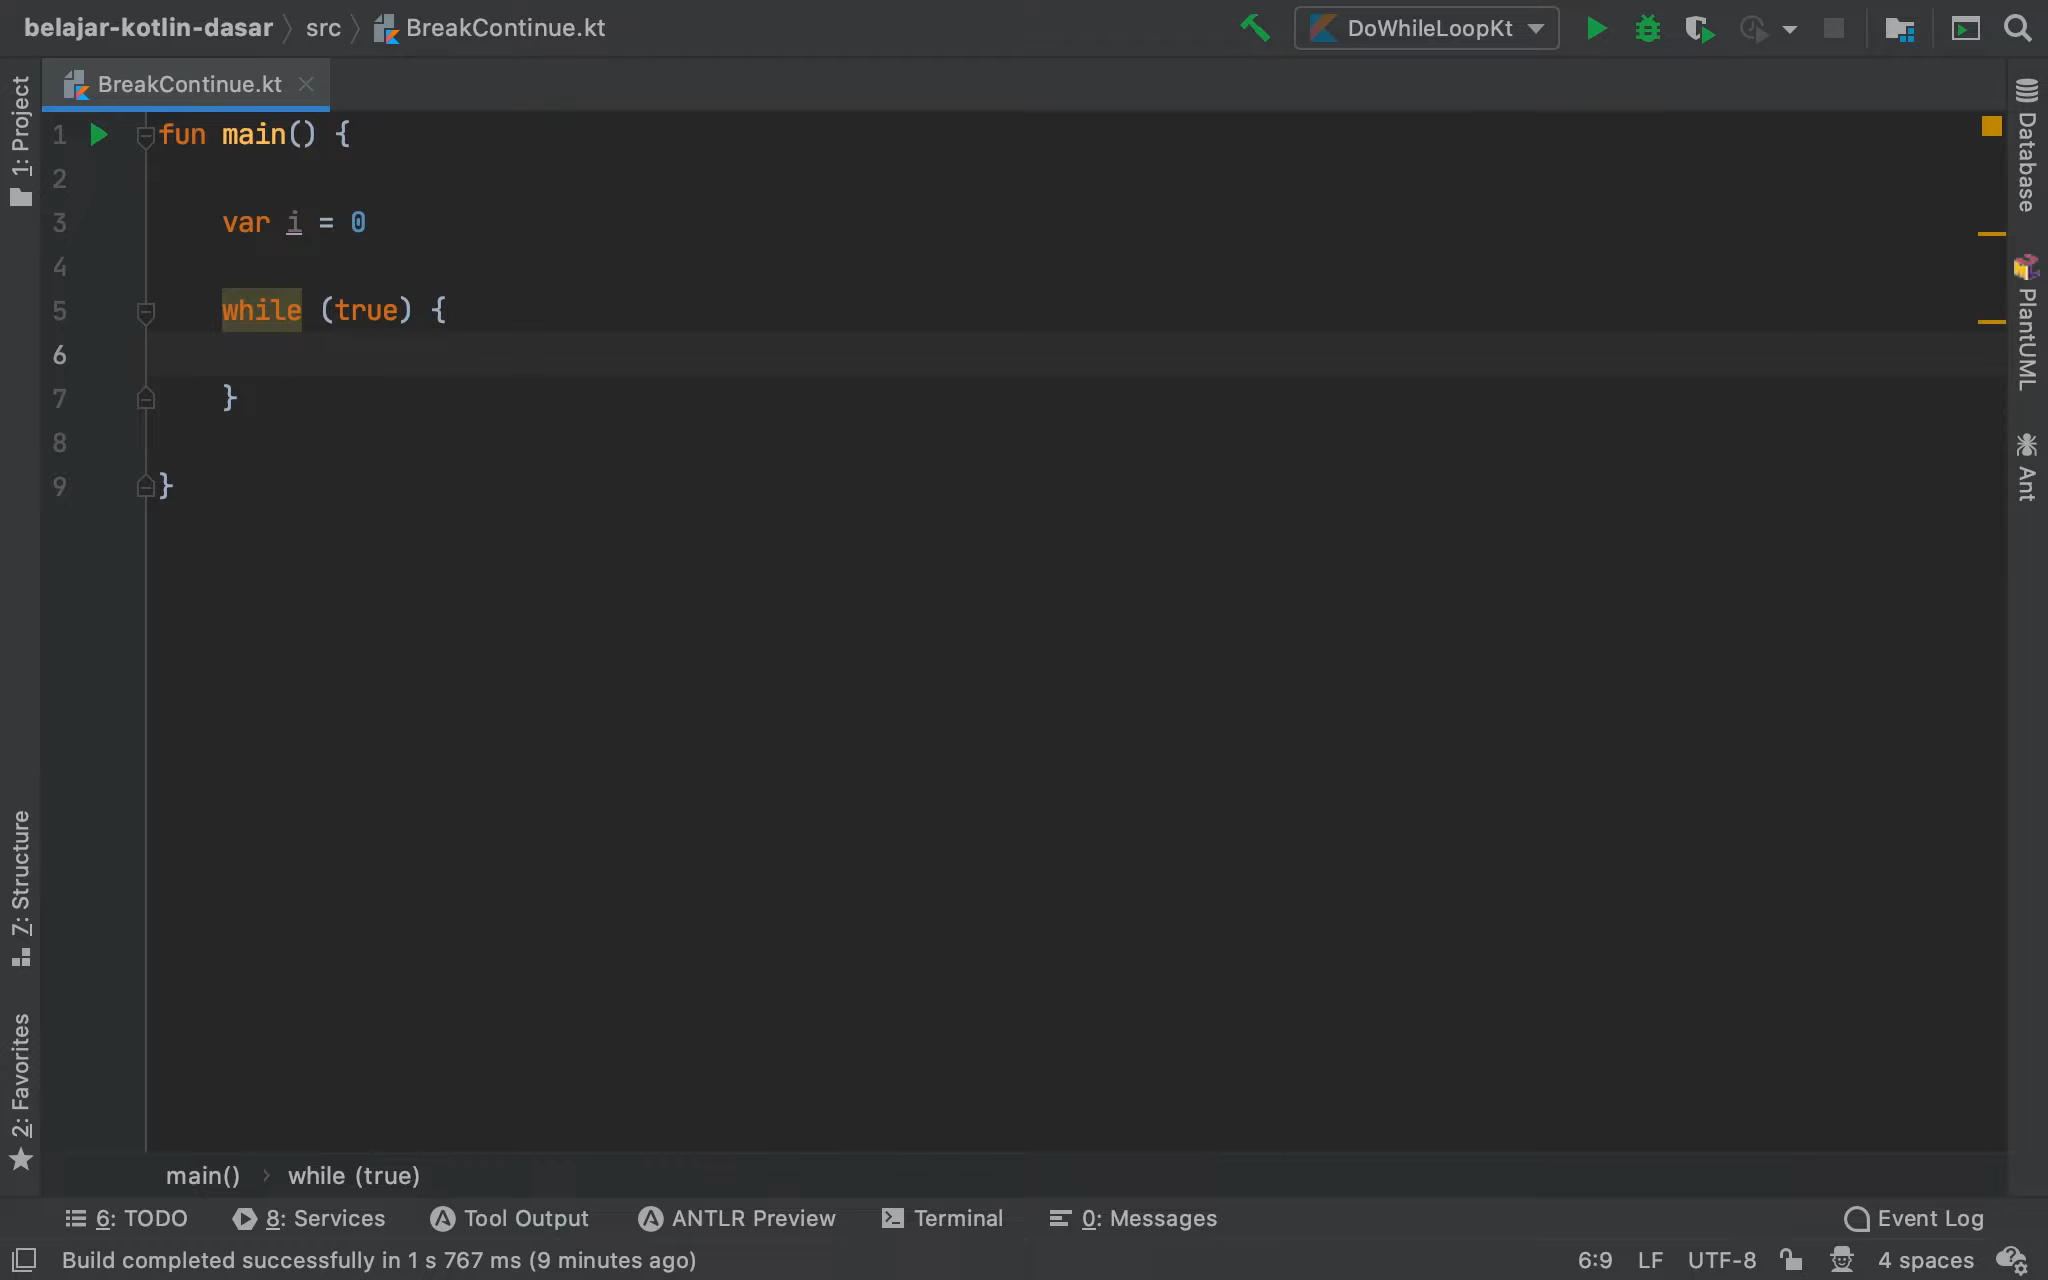 belajar-kotlin-dasar src BreakContinue.kt DoWhileLoopKt
BreakContinue.kt
1 fun main() {
2
3 var i = 0
4
5 while (true) {
6
7 }
8
9 }
1: Project
7: Structure
2: Favorites
Database
PlantUML
Ant
main() › while (true)
6: TODO 8: Services Tool Output ANTLR Preview Terminal 0: Messages Event Log
Build completed successfully in 1 s 767 ms (9 minutes ago) 6:9 LF UTF-8 4 spaces